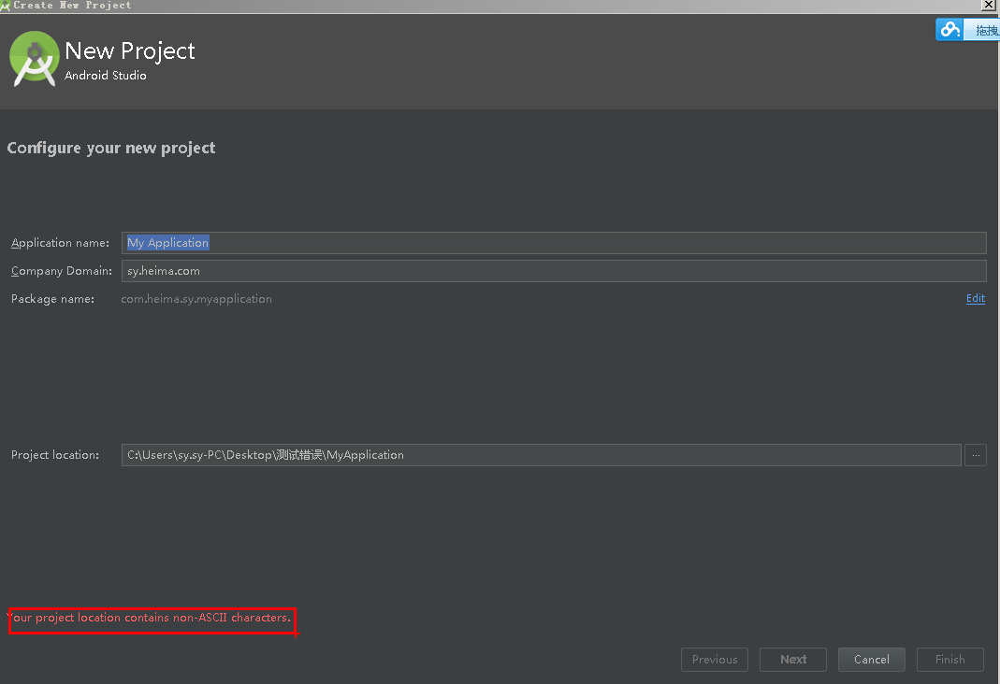 Create New Project
拖拽
New Project
Android Studio
Configure your new project
Application name: My Application
Company Domain: sy.heima.com
Package name: com.heima.sy.myapplication Edit
Project location: C:\Users\sy.sy-PC\Desktop\测试错误\MyApplication ...
Your project location contains non-ASCII characters.
Previous Next Cancel Finish